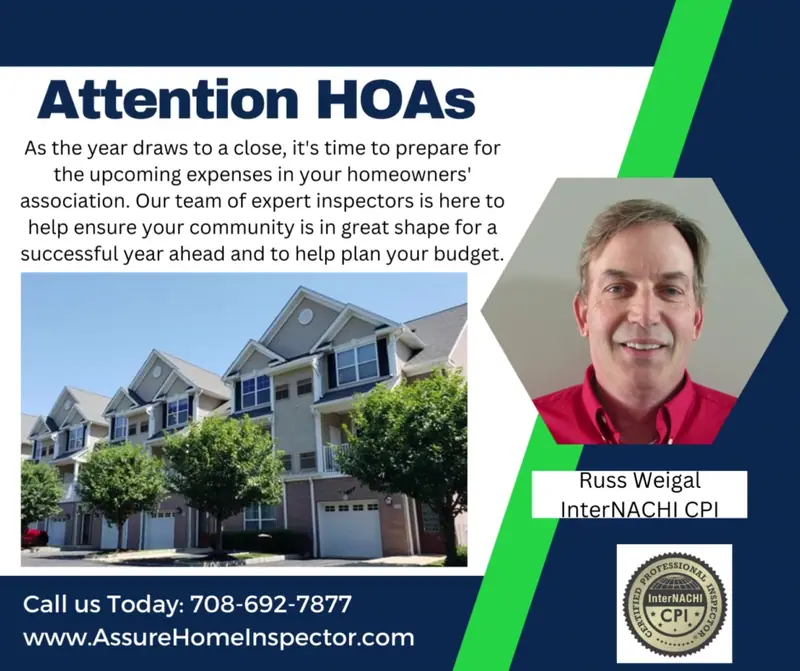 Attention HOAs
As the year draws to a close, it's time to prepare for
the upcoming expenses in your homeowners'
association. Our team of expert inspectors is here to
help ensure your community is in great shape for a
successful year ahead and to help plan your budget.
Russ Weigal
InterNACHI CPI
CERTIFIED PROFESSIONAL INSPECTOR
InterNACHI
CPI
®
Call us Today: 708-692-7877
www.AssureHomeInspector.com